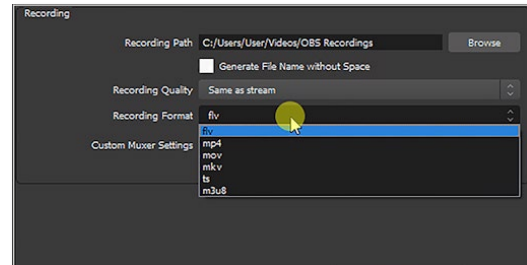 Recording
Recording Path C:/Users/User/Videos/OBS Recordings Browse
Generate File Name without Space
Recording Quality Same as stream
Recording Format flv
flv
Custom Muxer Settings mp4
mov
mkv
ts
m3u8